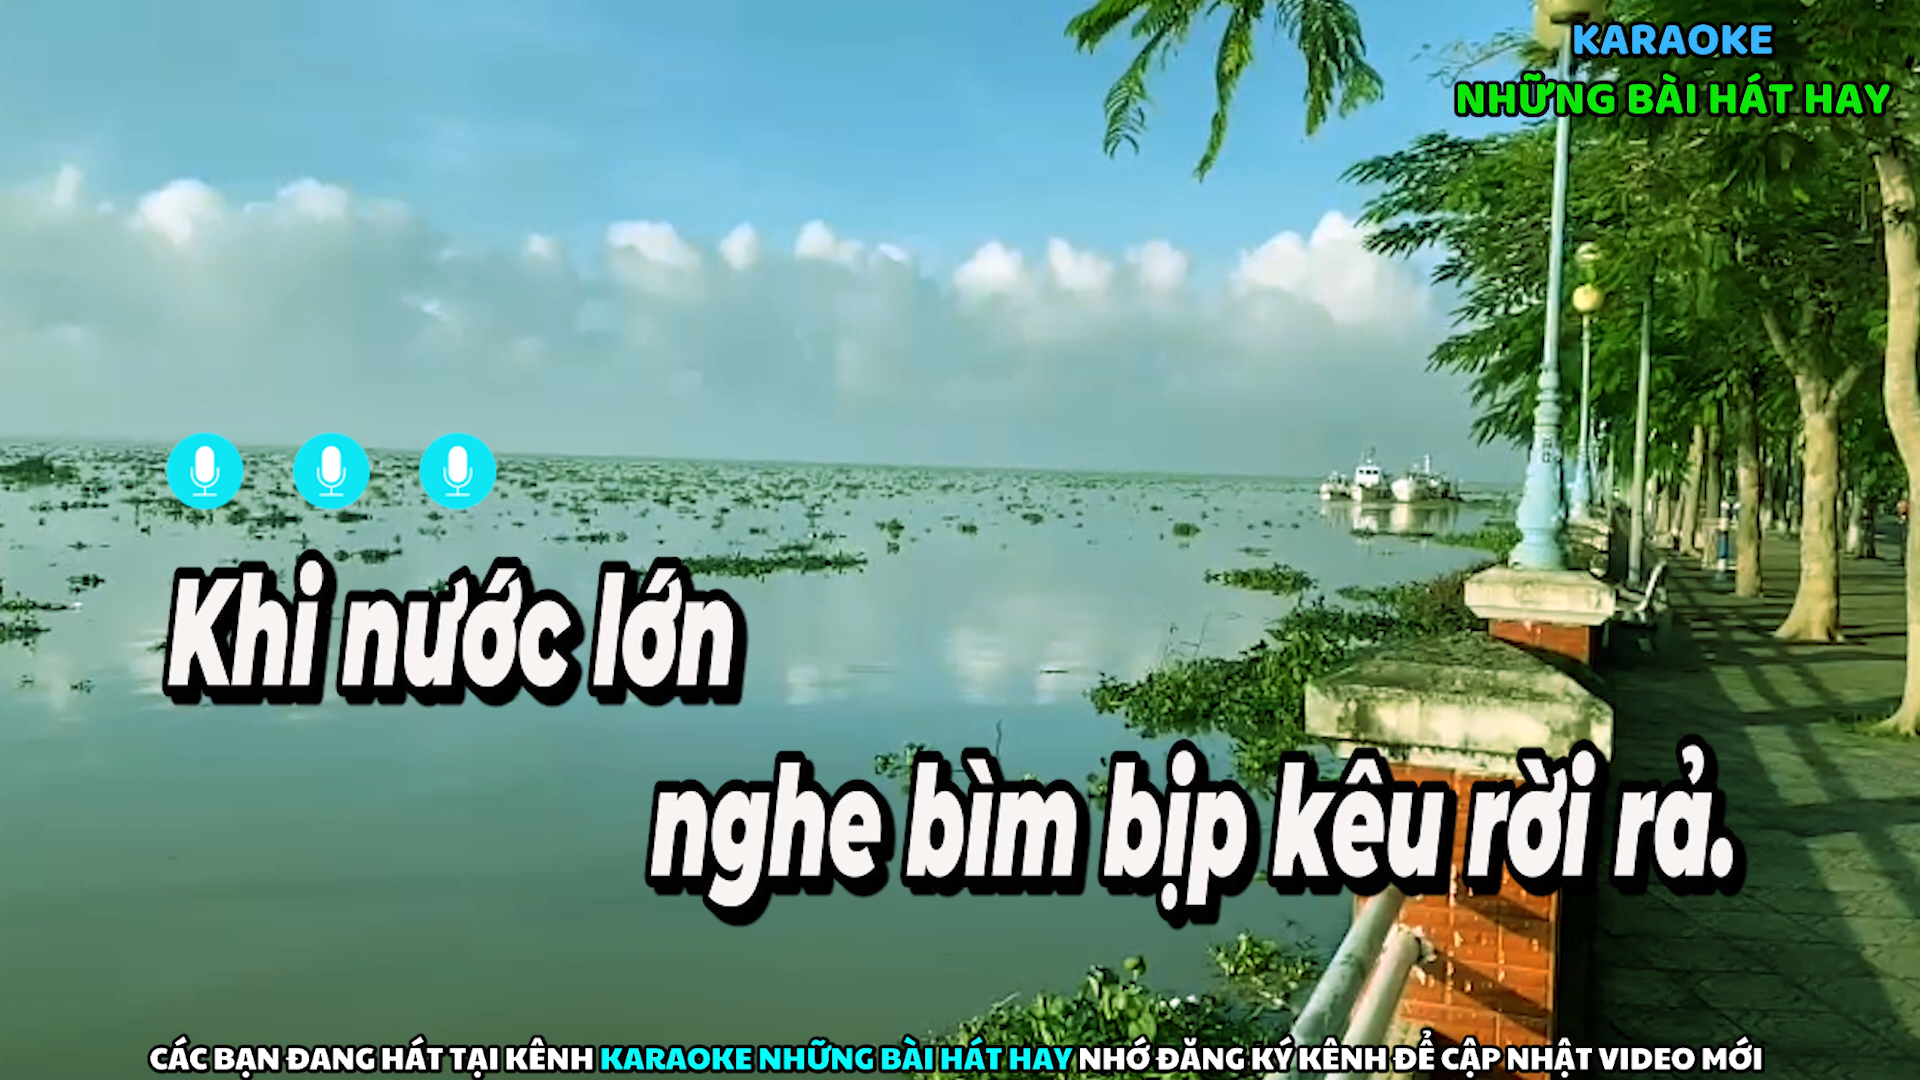 KARAOKE
NHỮNG BÀI HÁT HAY
Khi nước lớn
nghe bìm bịp kêu rời rả.
CÁC BẠN ĐANG HÁT TẠI KÊNH KARAOKE NHỮNG BÀI HÁT HAY NHỚ ĐĂNG KÝ KÊNH ĐỂ CẬP NHẬT VIDEO MỚI